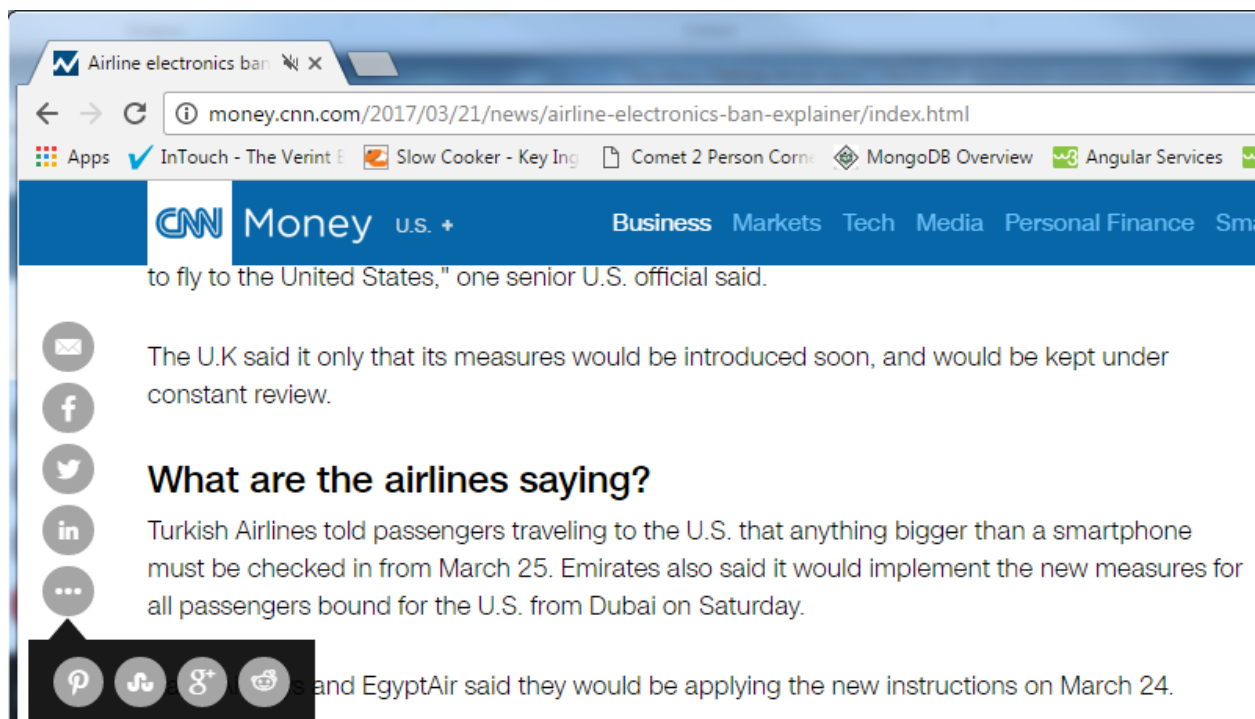 Airline electronics ban
money.cnn.com/2017/03/21/news/airline-electronics-ban-explainer/index.html
Apps InTouch - The Verint Slow Cooker - Key Ing Comet 2 Person Corn MongoDB Overview Angular Services
CNN Money U.S. + Business Markets Tech Media Personal Finance Sma
to fly to the United States," one senior U.S. official said.
The U.K said it only that its measures would be introduced soon, and would be kept under
constant review.
What are the airlines saying?
in
Turkish Airlines told passengers traveling to the U.S. that anything bigger than a smartphone
must be checked in from March 25. Emirates also said it would implement the new measures for
all passengers bound for the U.S. from Dubai on Saturday.
g+ and EgyptAir said they would be applying the new instructions on March 24.